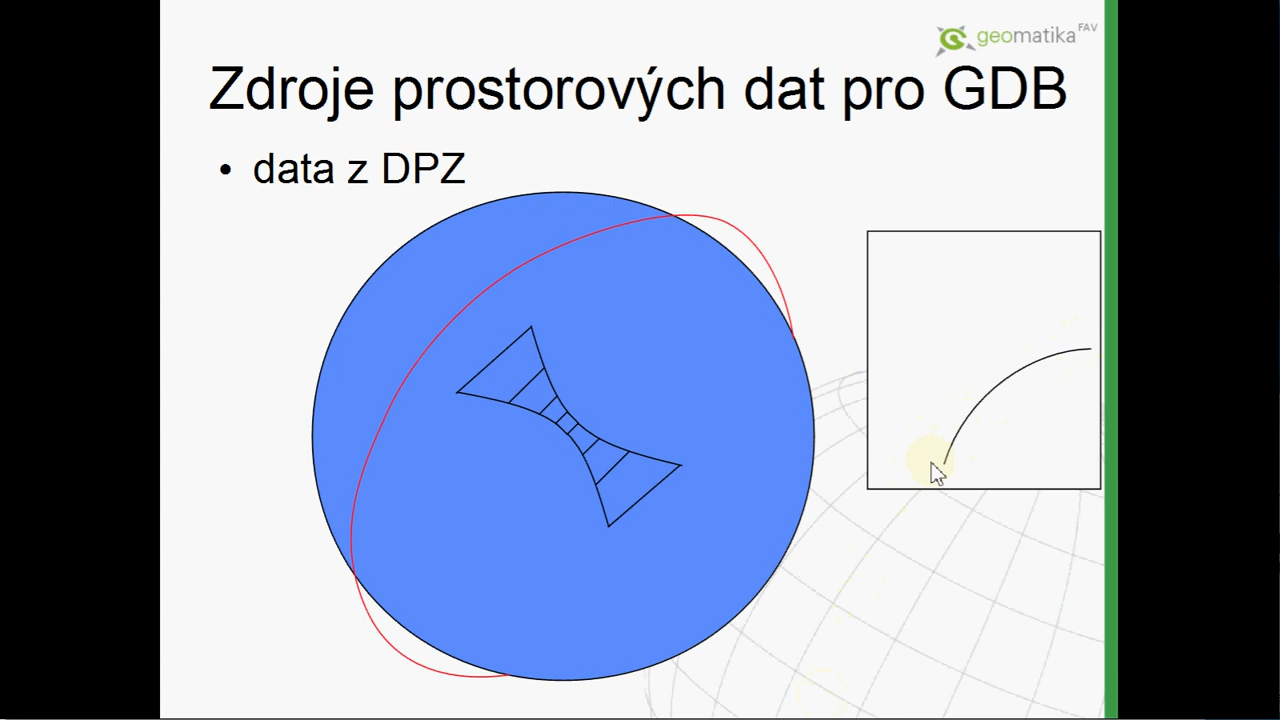 geomatika FAV
Zdroje prostorových dat pro GDB
• data z DPZ